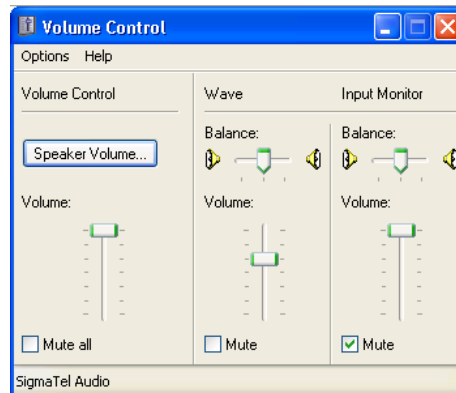 Volume Control
Options Help
Volume Control
Wave
Input Monitor
Speaker Volume...
Balance:
Balance:
Volume:
Volume:
Volume:
Mute all
Mute
Mute
SigmaTel Audio